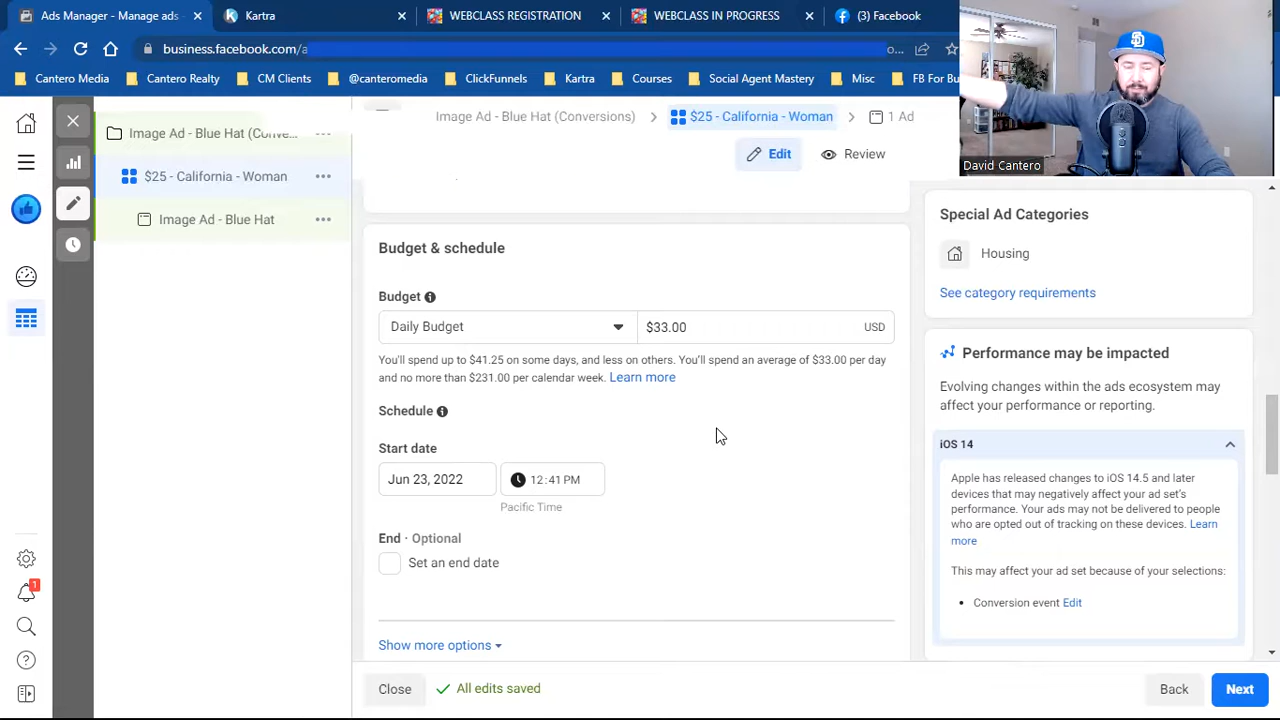 Ads Manager - Manage ads
Kartra
WEBCLASS REGISTRATION
WEBCLASS IN PROGRESS
(3) Facebook
business.facebook.com/a
o...
Cantero Media
Cantero Realty
CM Clients
@canteromedia
ClickFunnels
Kartra
Courses
Social Agent Mastery
Misc
FB For Bu
SD
David Cantero
Image Ad - Blue Hat (Conve...
$25 - California - Woman
Image Ad - Blue Hat
Image Ad - Blue Hat (Conversions)
$25 - California - Woman
1 Ad
Edit
Review
Budget & schedule
Budget
Daily Budget
$33.00
USD
You'll spend up to $41.25 on some days, and less on others. You'll spend an average of $33.00 per day
and no more than $231.00 per calendar week. Learn more
Schedule
Start date
Jun 23, 2022
12:41 PM
Pacific Time
End · Optional
Set an end date
Show more options
Close
All edits saved
Back
Next
Special Ad Categories
Housing
See category requirements
Performance may be impacted
Evolving changes within the ads ecosystem may
affect your performance or reporting.
iOS 14
Apple has released changes to iOS 14.5 and later
devices that may negatively affect your ad set's
performance. Your ads may not be delivered to people
who are opted out of tracking on these devices. Learn
more
This may affect your ad set because of your selections:
• Conversion event Edit
1